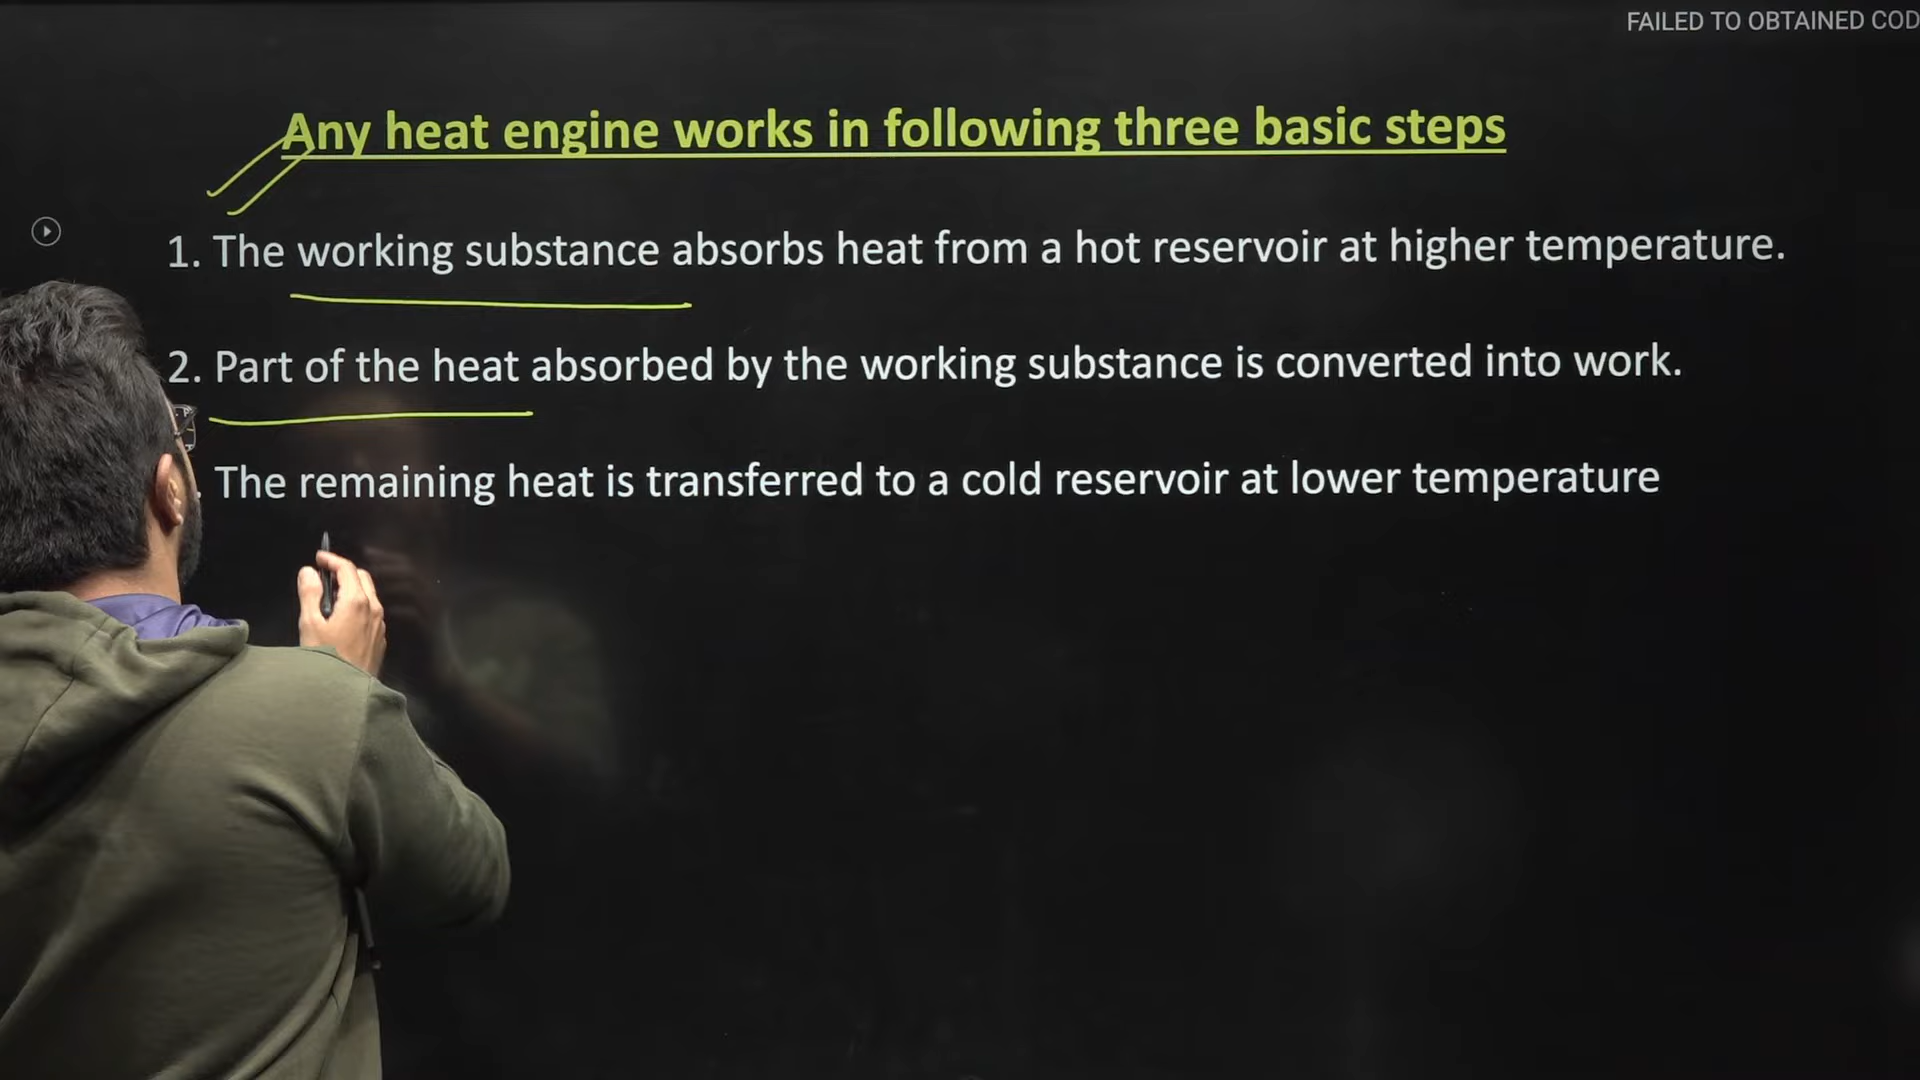 FAILED TO OBTAINED COD
Any heat engine works in following three basic steps
1. The working substance absorbs heat from a hot reservoir at higher temperature.
2. Part of the heat absorbed by the working substance is converted into work.
. The remaining heat is transferred to a cold reservoir at lower temperature